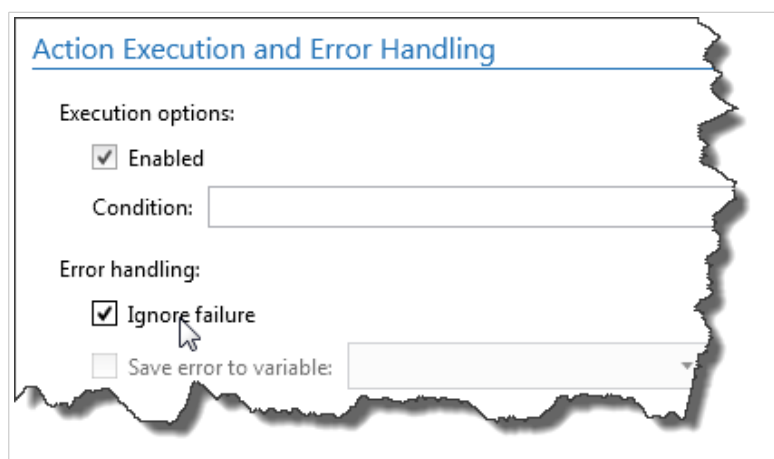 Action Execution and Error Handling
Execution options:
Enabled
Condition:
Error handling:
Ignore failure
Save error to variable: